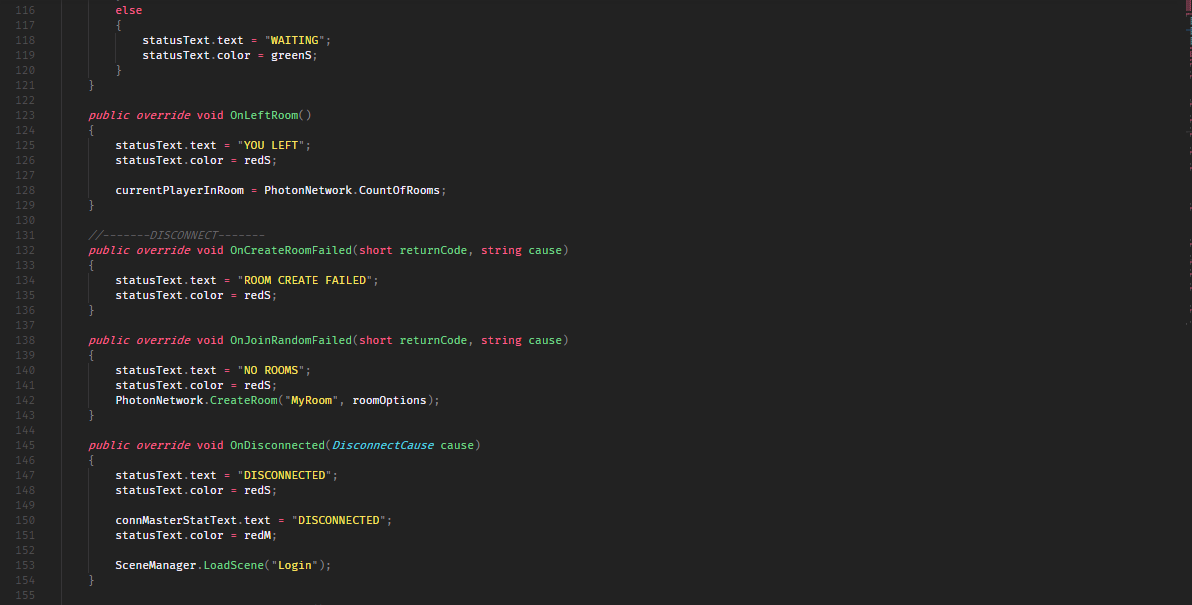 116 else
117 {
118 statusText.text = "WAITING";
119 statusText.color = greenS;
120 }
121 }
122
123 public override void OnLeftRoom()
124 {
125 statusText.text = "YOU LEFT";
126 statusText.color = redS;
127
128 currentPlayerInRoom = PhotonNetwork.CountOfRooms;
129 }
130
131 //-------DISCONNECT-------
132 public override void OnCreateRoomFailed(short returnCode, string cause)
133 {
134 statusText.text = "ROOM CREATE FAILED";
135 statusText.color = redS;
136 }
137
138 public override void OnJoinRandomFailed(short returnCode, string cause)
139 {
140 statusText.text = "NO ROOMS";
141 statusText.color = redS;
142 PhotonNetwork.CreateRoom("MyRoom", roomOptions);
143 }
144
145 public override void OnDisconnected(DisconnectCause cause)
146 {
147 statusText.text = "DISCONNECTED";
148 statusText.color = redS;
149
150 connMasterStatText.text = "DISCONNECTED";
151 statusText.color = redM;
152
153 SceneManager.LoadScene("Login");
154 }
155